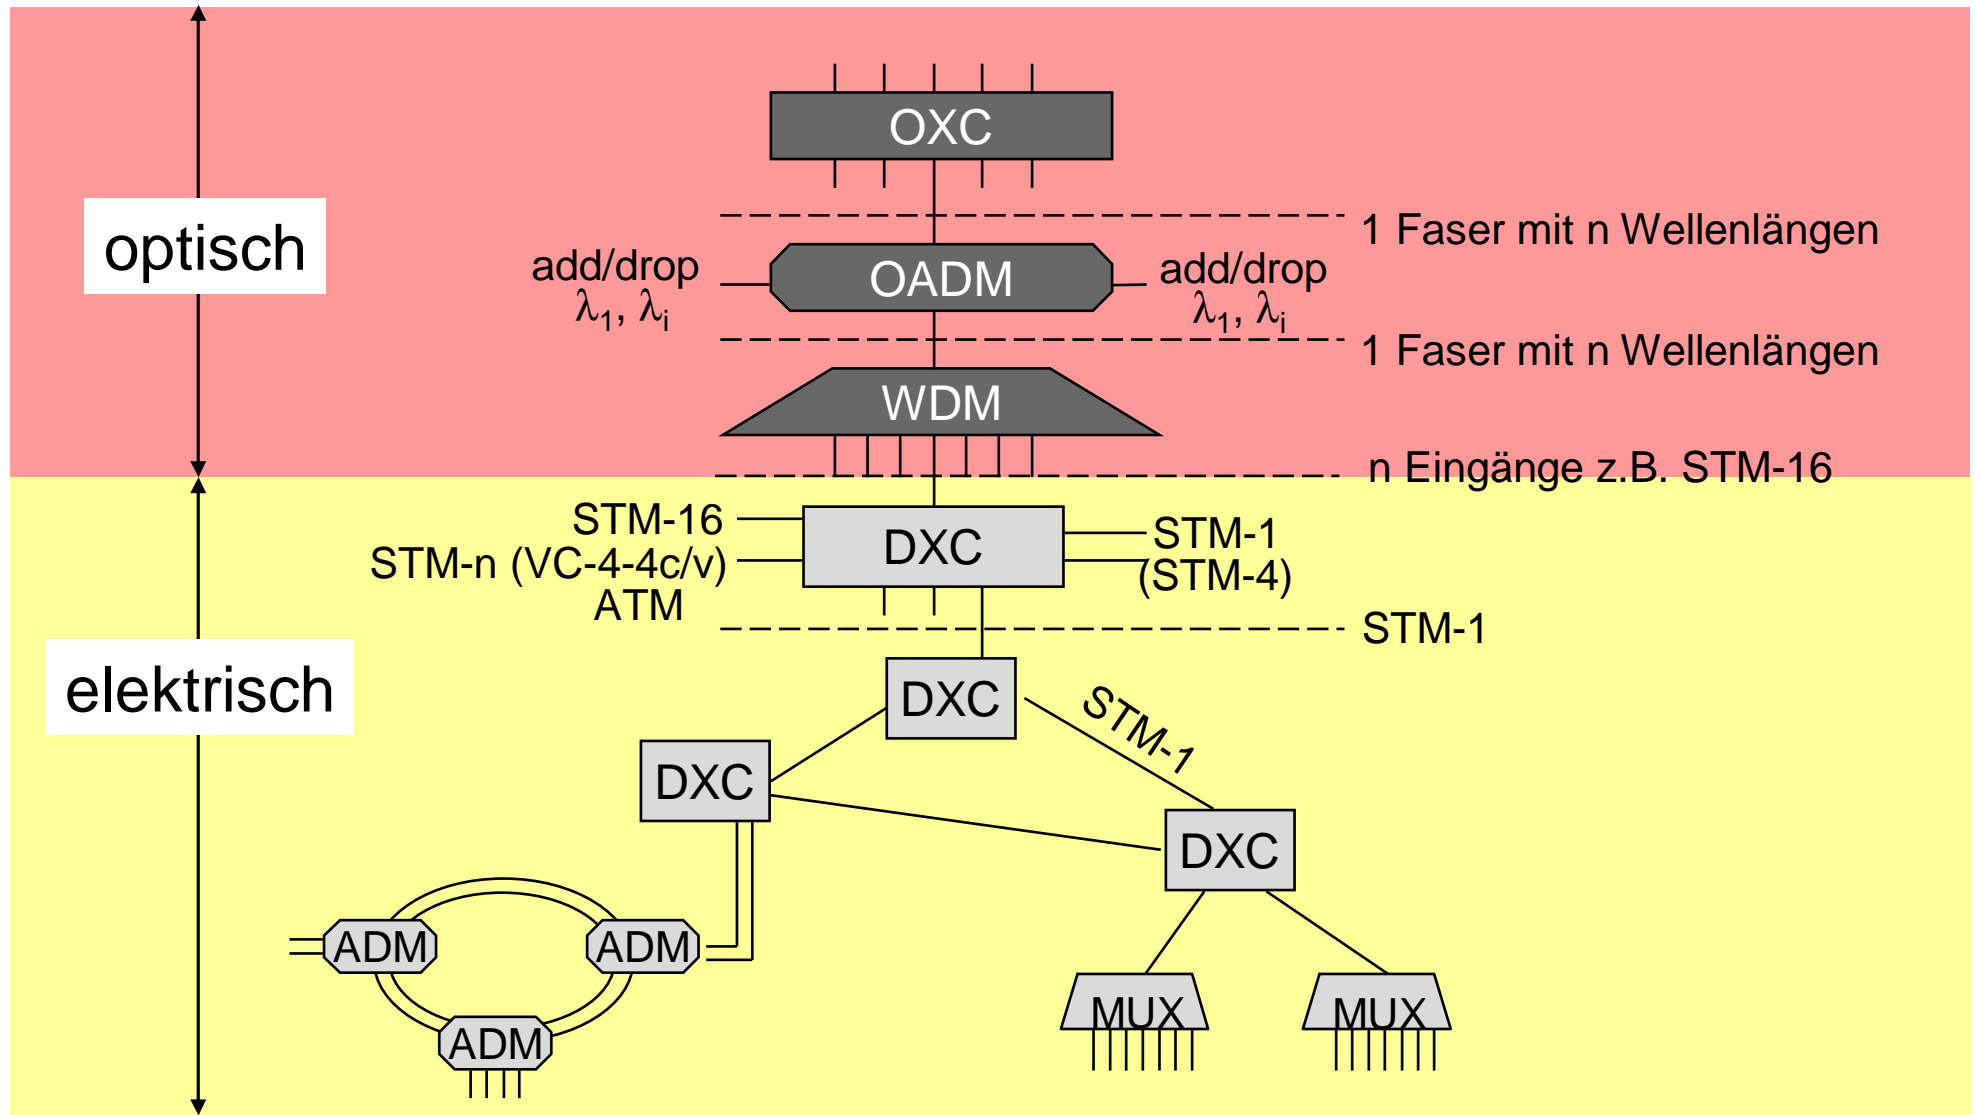 OXC
1 Faser mit n Wellenlängen
optisch
add/drop
λ1, λi
OADM
add/drop
λ1, λi
1 Faser mit n Wellenlängen
WDM
n Eingänge z.B. STM-16
STM-16
STM-n (VC-4-4c/v)
ATM
DXC
STM-1
(STM-4)
STM-1
elektrisch
DXC
STM-1
DXC
DXC
ADM
ADM
ADM
MUX
MUX